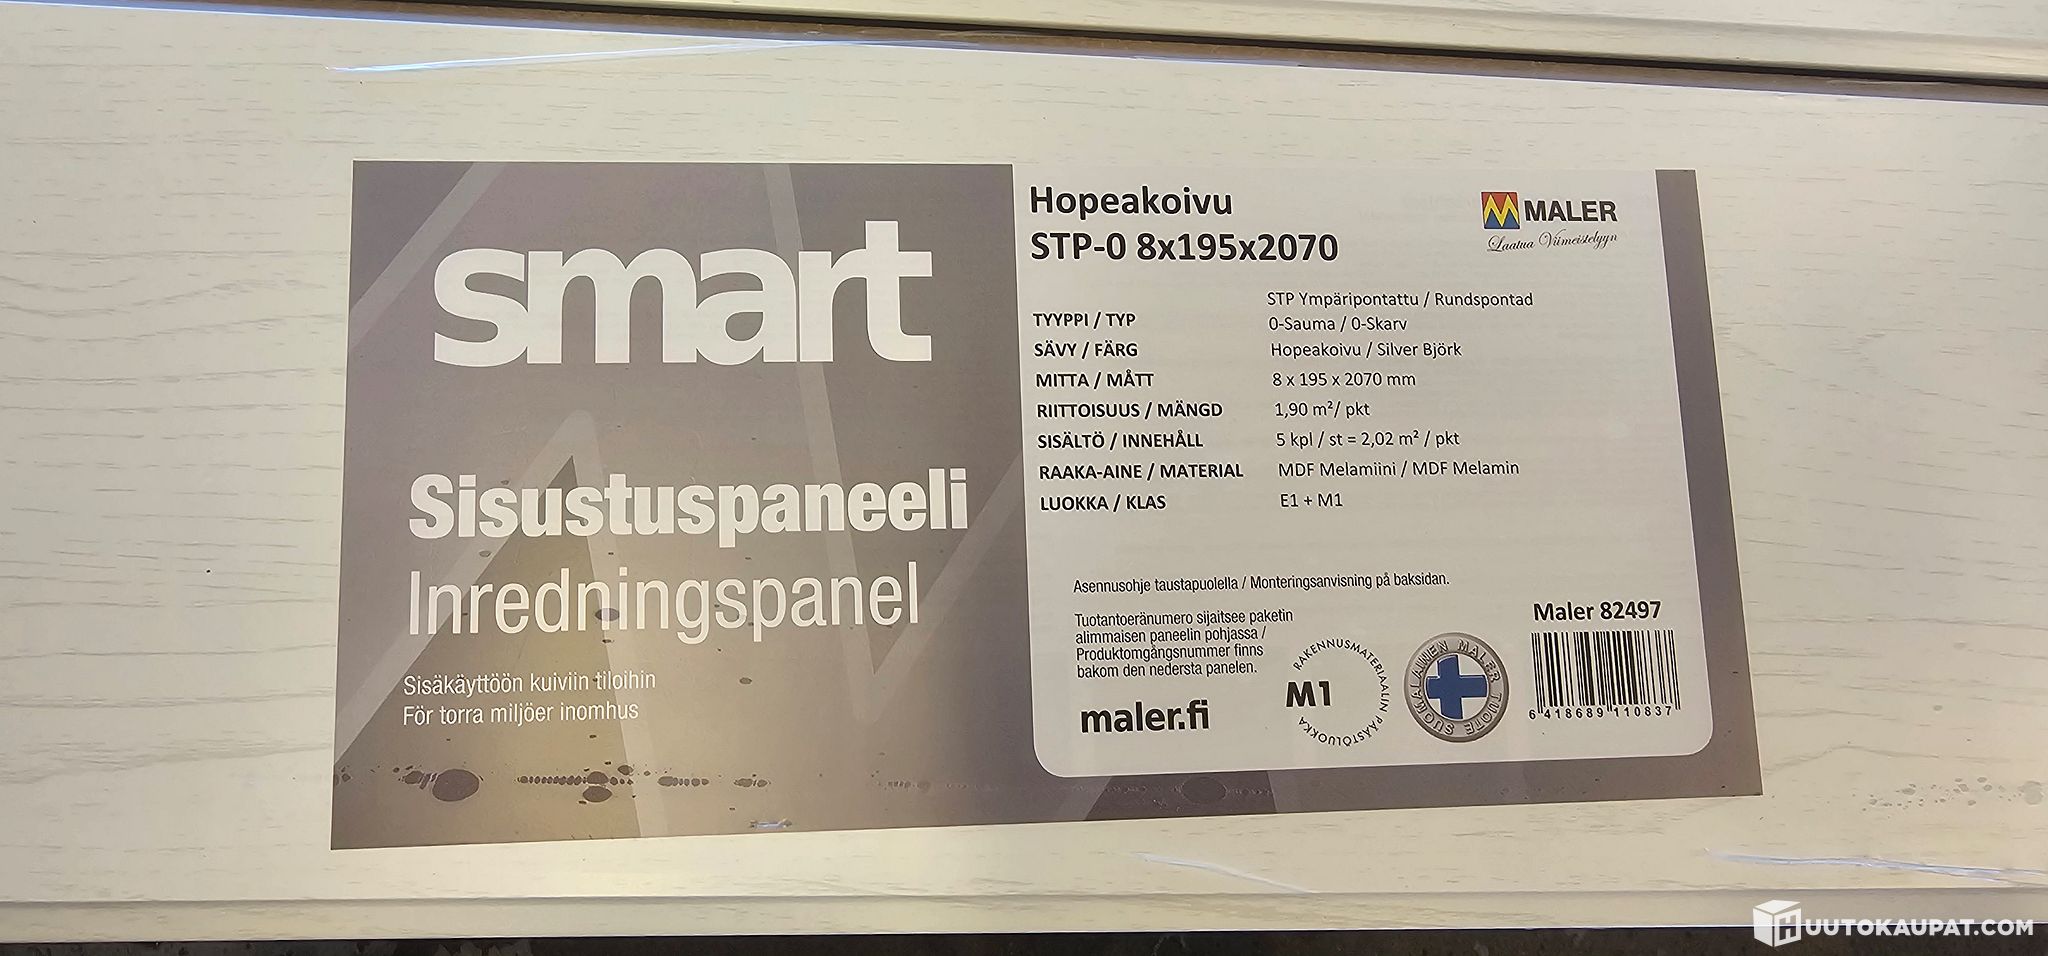 smart
Sisustuspaneeli
Inredningspanel
Sisäkäyttöön kuiviin tiloihin
För torra miljöer inomhus
Hopeakoivu
STP-0 8x195x2070
MALER
Laatua Viimeistelyyn
STP Ympäripontattu / Rundspontad
TYYPPI / TYP 0-Sauma / 0-Skarv
SÄVY / FÄRG Hopeakoivu / Silver Björk
MITTA / MÅTT 8 x 195 x 2070 mm
RIITTOISUUS / MÄNGD 1,90 m²/ pkt
SISÄLTÖ / INNEHÅLL 5 kpl / st = 2,02 m² / pkt
RAAKA-AINE / MATERIAL MDF Melamiini / MDF Melamin
LUOKKA / KLAS E1 + M1
Asennusohje taustapuolella / Monteringsanvisning på baksidan.
Tuotantoeränumero sijaitsee paketin
alimmaisen paneelin pohjassa /
Produktomgångsnummer finns
bakom den nedersta panelen.
maler.fi
RAKENNUSMATERIAALIN PÄÄSTÖLUOKKA
M1
SUOMALAINEN MALER TUOTE
Maler 82497
6 418689 110837
HUUTOKAUPAT.COM